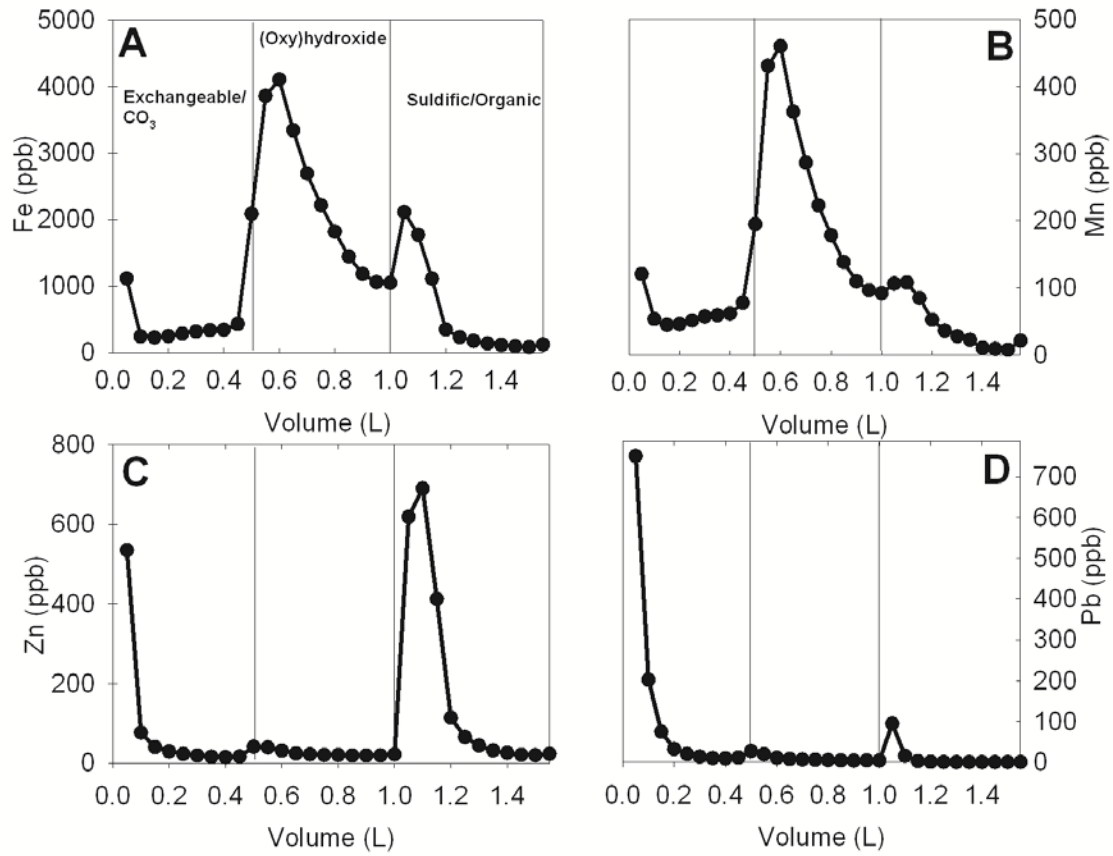 A
B
5000
4000
3000
2000
1000
0
Fe (ppb)
(Oxy)hydroxide
Exchangeable/
CO3
Suldific/Organic
0.0 0.2 0.4 0.6 0.8 1.0 1.2 1.4
Volume (L)
500
400
300
200
100
0
Mn (ppb)
0.0 0.2 0.4 0.6 0.8 1.0 1.2 1.4
Volume (L)
C
D
800
600
400
200
0
Zn (ppb)
0.0 0.2 0.4 0.6 0.8 1.0 1.2 1.4
Volume (L)
700
600
500
400
300
200
100
0
Pb (ppb)
0.0 0.2 0.4 0.6 0.8 1.0 1.2 1.4
Volume (L)